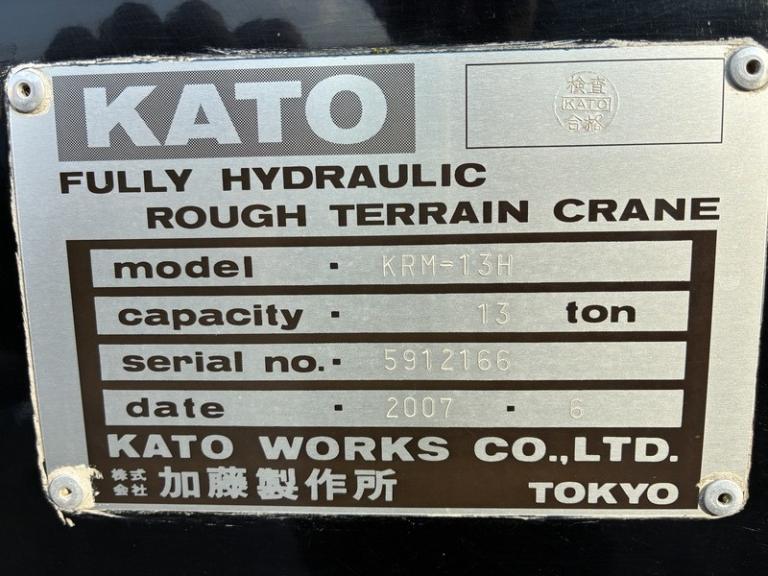 KATO
検査
KATO
合格
FULLY HYDRAULIC
ROUGH TERRAIN CRANE
model · KRM-13H
capacity · 13 ton
serial no. · 5912166
date · 2007 · 6
KATO WORKS CO.,LTD.
株式会社 加藤製作所 TOKYO